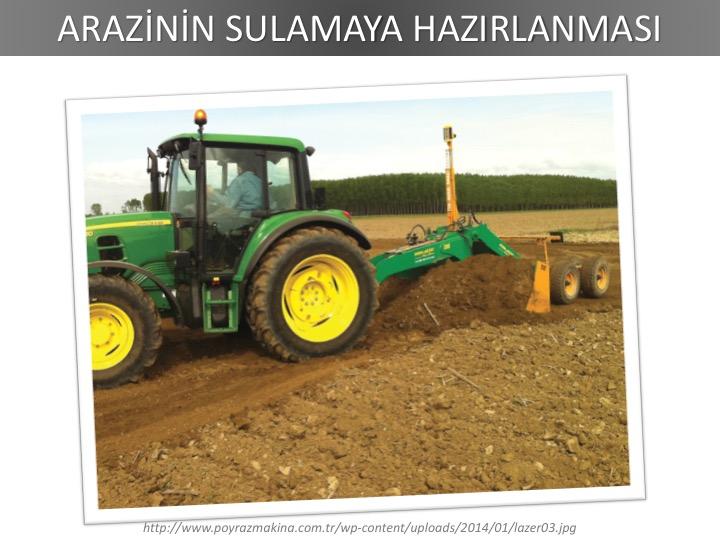 ARAZİNİN SULAMAYA HAZIRLANMASI
http://www.poyrazmakina.com.tr/wp-content/uploads/2014/01/lazer03.jpg